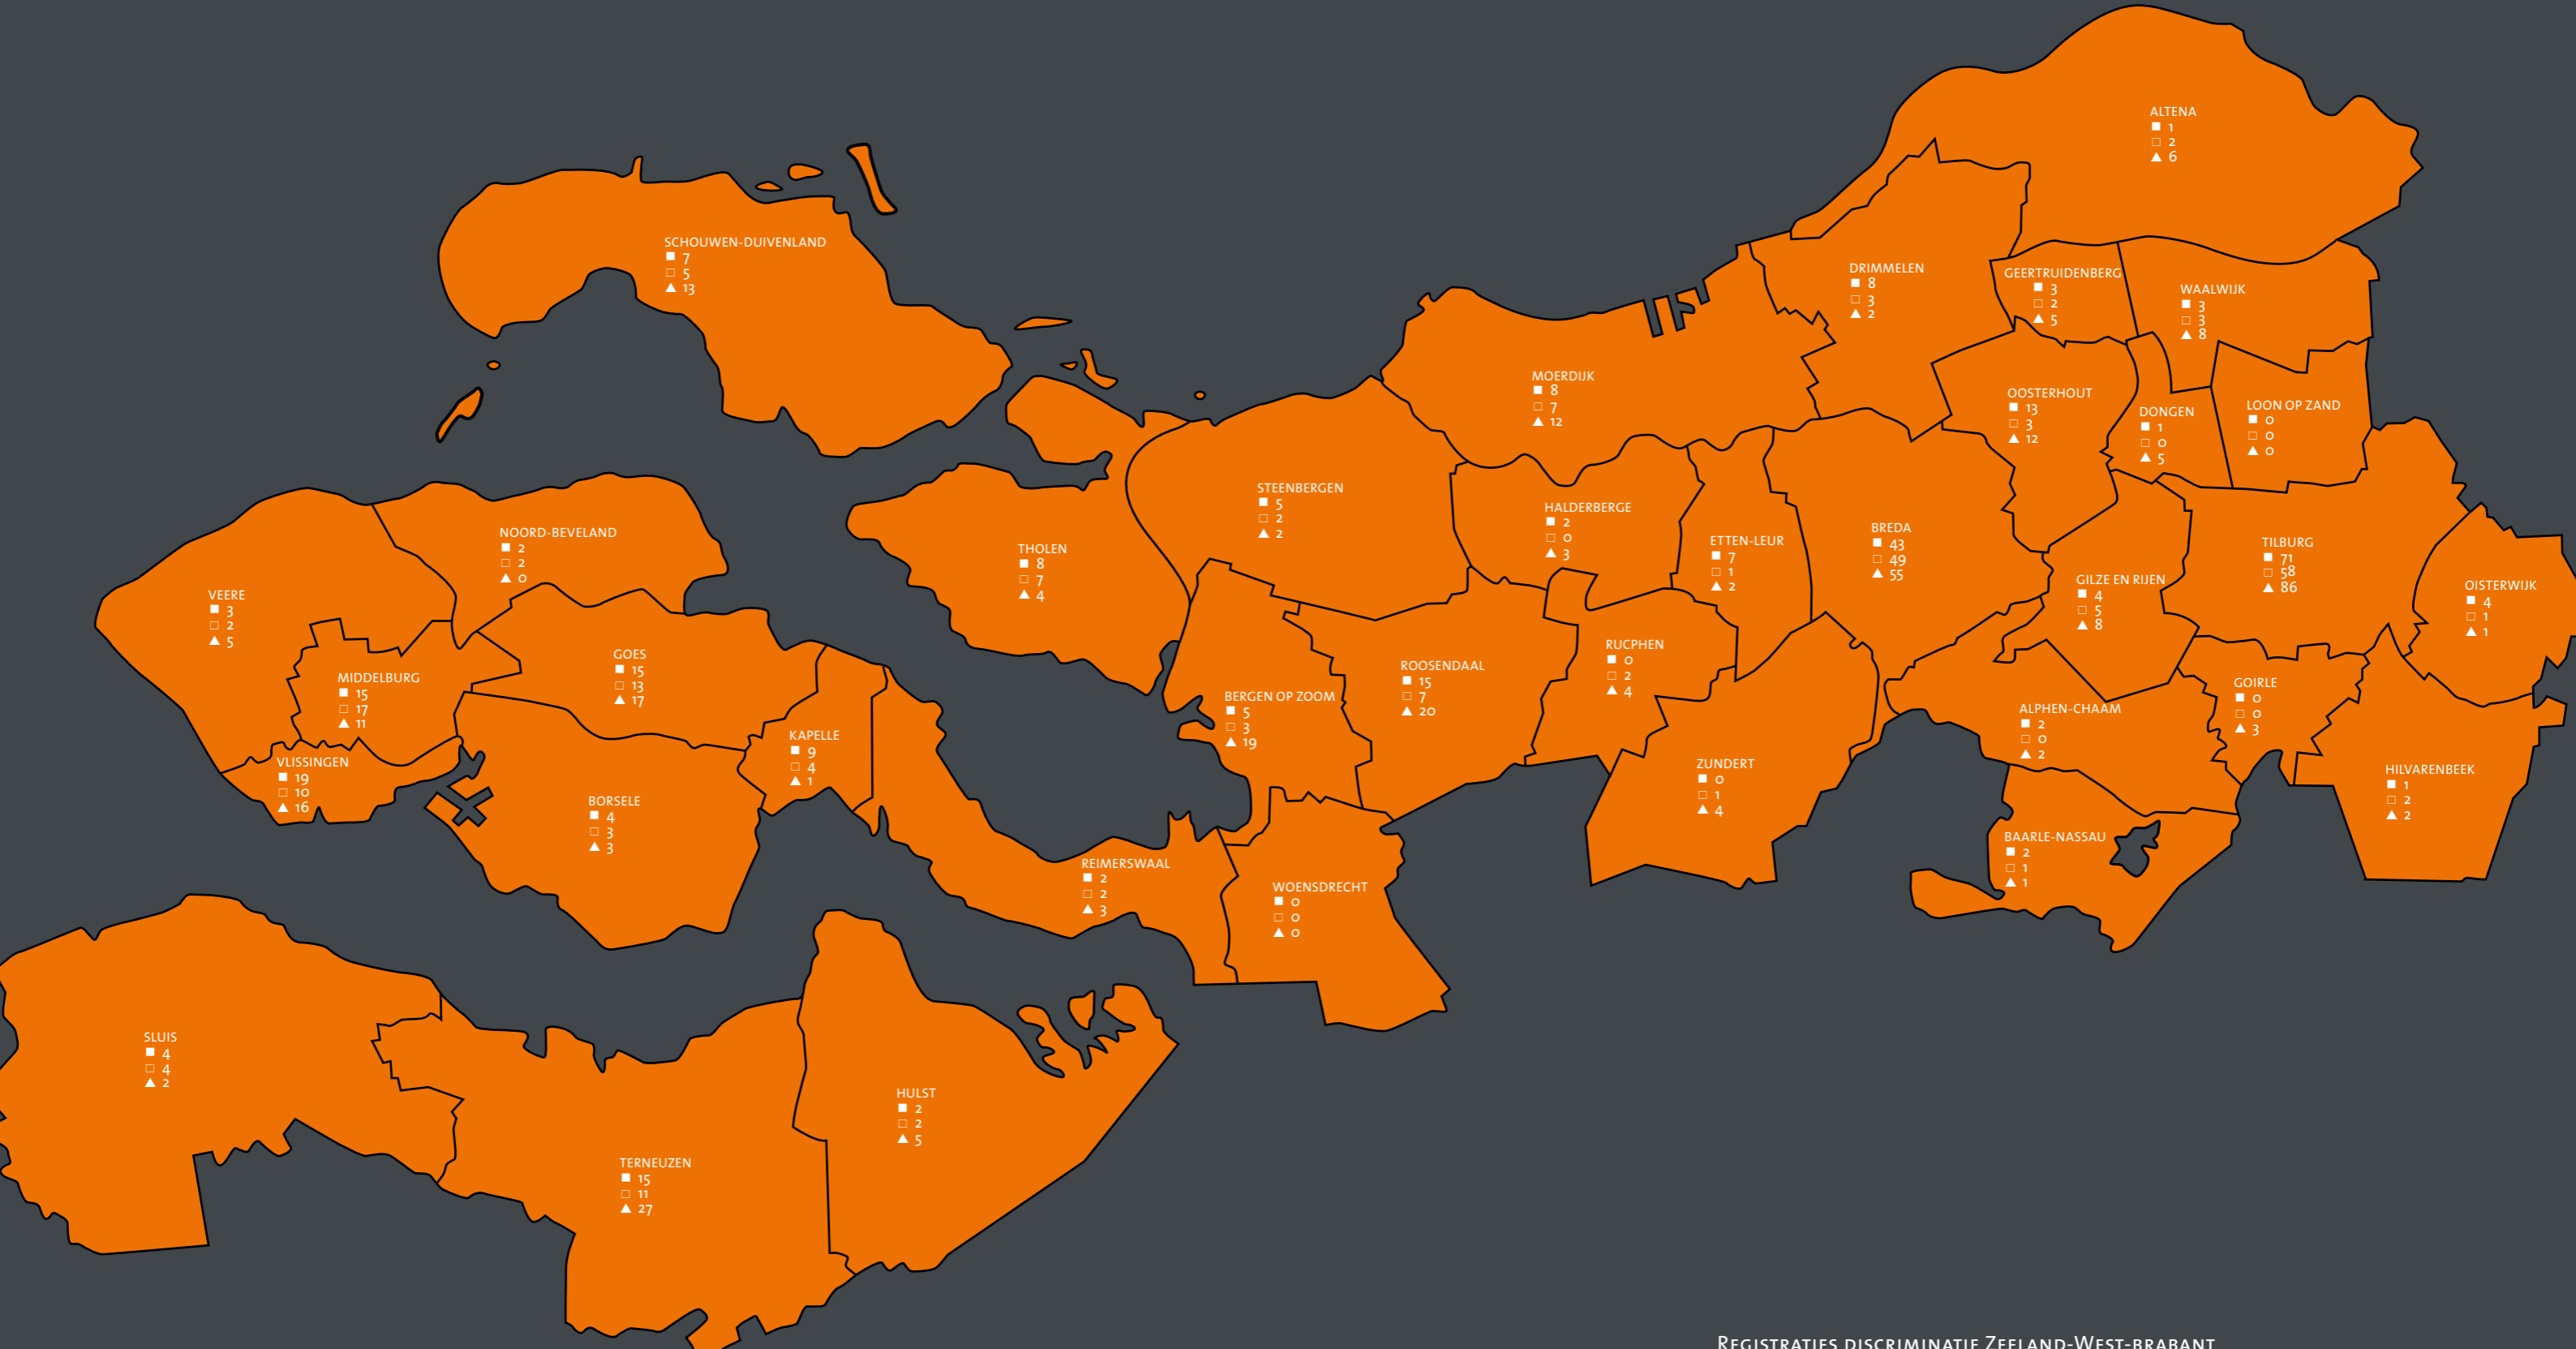 ALTENA
■ 1
□ 2
▲ 6
SCHOUWEN-DUIVENLAND
■ 7
□ 5
▲ 13
DRIMMELEN
■ 8
□ 3
▲ 2
GEERTRUIDENBERG
■ 3
□ 2
▲ 5
WAALWIJK
■ 3
□ 3
▲ 8
MOERDIJK
■ 8
□ 7
▲ 12
OOSTERHOUT
■ 13
□ 3
▲ 12
DONGEN
■ 1
□ 0
▲ 5
LOON OP ZAND
■ 0
□ 0
▲ 0
STEENBERGEN
■ 5
□ 2
▲ 2
HALDERBERGE
■ 2
□ 0
▲ 3
NOORD-BEVELAND
■ 2
□ 2
▲ 0
THOLEN
■ 8
□ 7
▲ 4
ETTEN-LEUR
■ 7
□ 1
▲ 2
BREDA
■ 43
□ 49
▲ 55
TILBURG
■ 71
□ 58
▲ 86
GILZE EN RIJEN
■ 4
□ 5
▲ 8
OISTERWIJK
■ 4
□ 1
▲ 1
VEERE
■ 3
□ 2
▲ 5
MIDDELBURG
■ 15
□ 17
▲ 11
GOES
■ 15
□ 13
▲ 17
RUCPHEN
■ 0
□ 2
▲ 4
ROOSENDAAL
■ 15
□ 7
▲ 20
BERGEN OP ZOOM
■ 5
□ 3
▲ 19
GOIRLE
■ 0
□ 0
▲ 3
ALPHEN-CHAAM
■ 2
□ 0
▲ 2
KAPELLE
■ 9
□ 4
▲ 1
VLISSINGEN
■ 19
□ 10
▲ 16
ZUNDERT
■ 0
□ 1
▲ 4
HILVARENBEEK
■ 1
□ 2
▲ 2
BORSELE
■ 4
□ 3
▲ 3
BAARLE-NASSAU
■ 2
□ 1
▲ 1
REIMERSWAAL
■ 2
□ 2
▲ 3
WOENSDRECHT
■ 0
□ 0
▲ 0
SLUIS
■ 4
□ 4
▲ 2
HULST
■ 2
□ 2
▲ 5
TERNEUZEN
■ 15
□ 11
▲ 27
REGISTRATIES DISCRIMINATIE ZEELAND-WEST-BRABANT